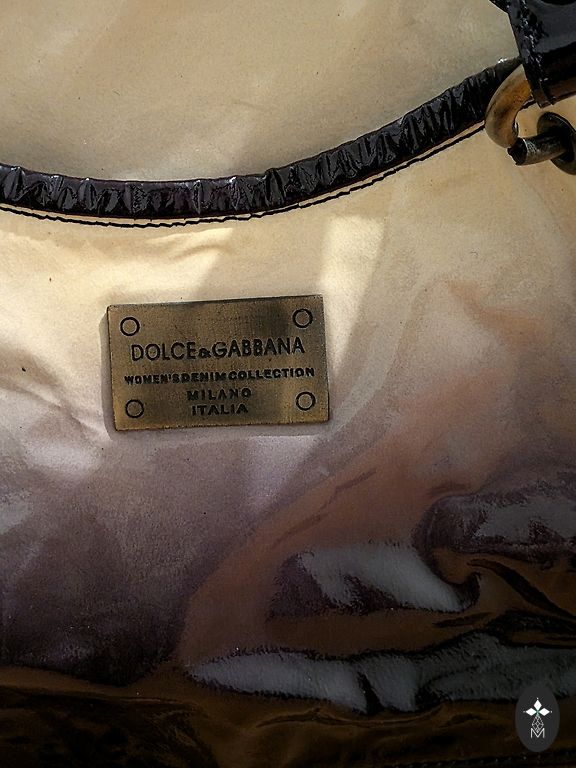 DOLCE&GABBANA
WOMEN'S DENIM COLLECTION
MILANO
ITALIA
M